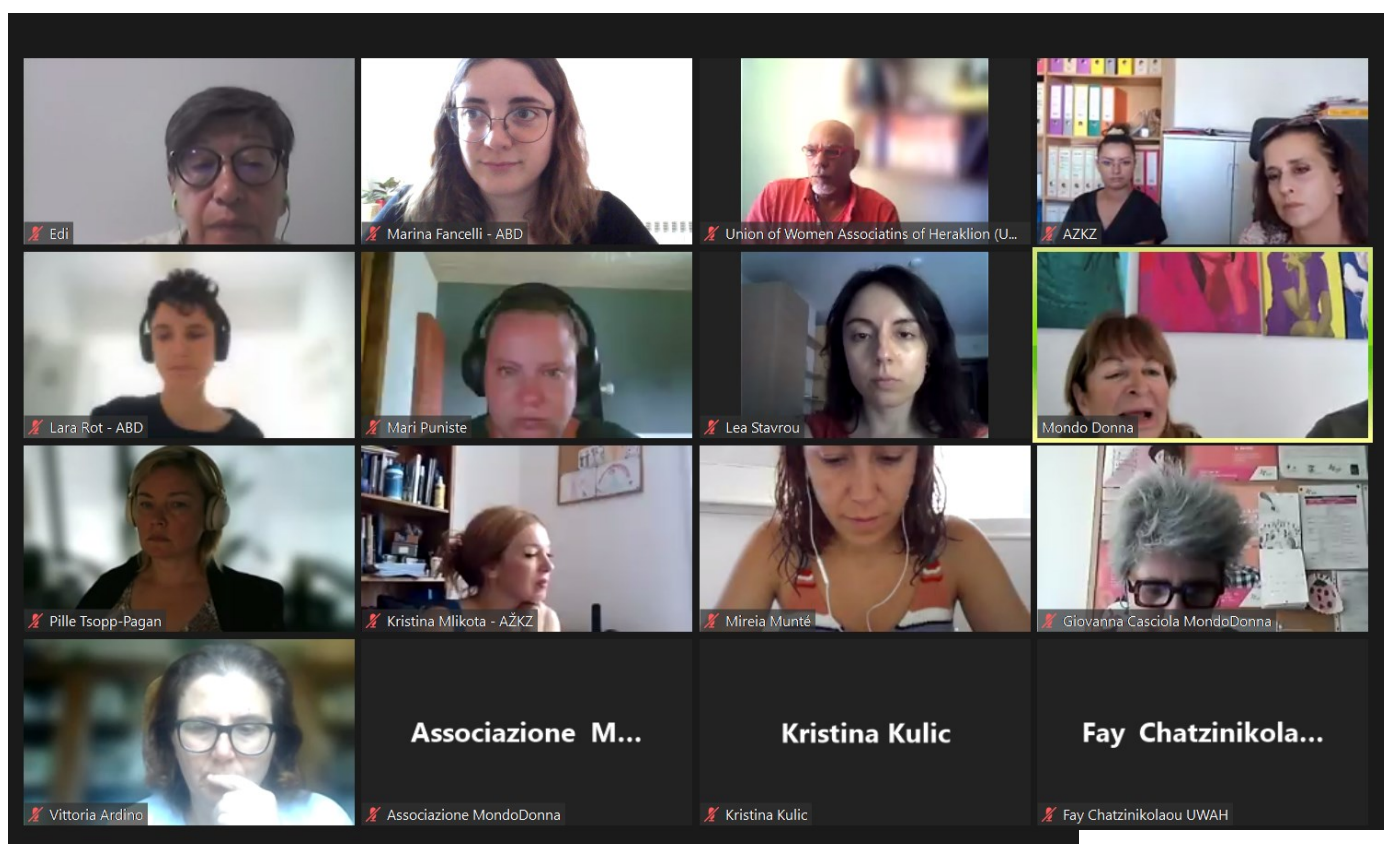 Edi
Marina Fancelli - ABD
Union of Women Associatins of Heraklion (U...
AZKZ
Lara Rot - ABD
Mari Puniste
Lea Stavrou
Mondo Donna
Pille Tsopp-Pagan
Kristina Mlikota - AŽKZ
Mireia Munté
Giovanna Casciola MondoDonna
Vittoria Ardino
Associazione M...
Associazione MondoDonna
Kristina Kulic
Kristina Kulic
Fay Chatzinikola...
Fay Chatzinikolaou UWAH